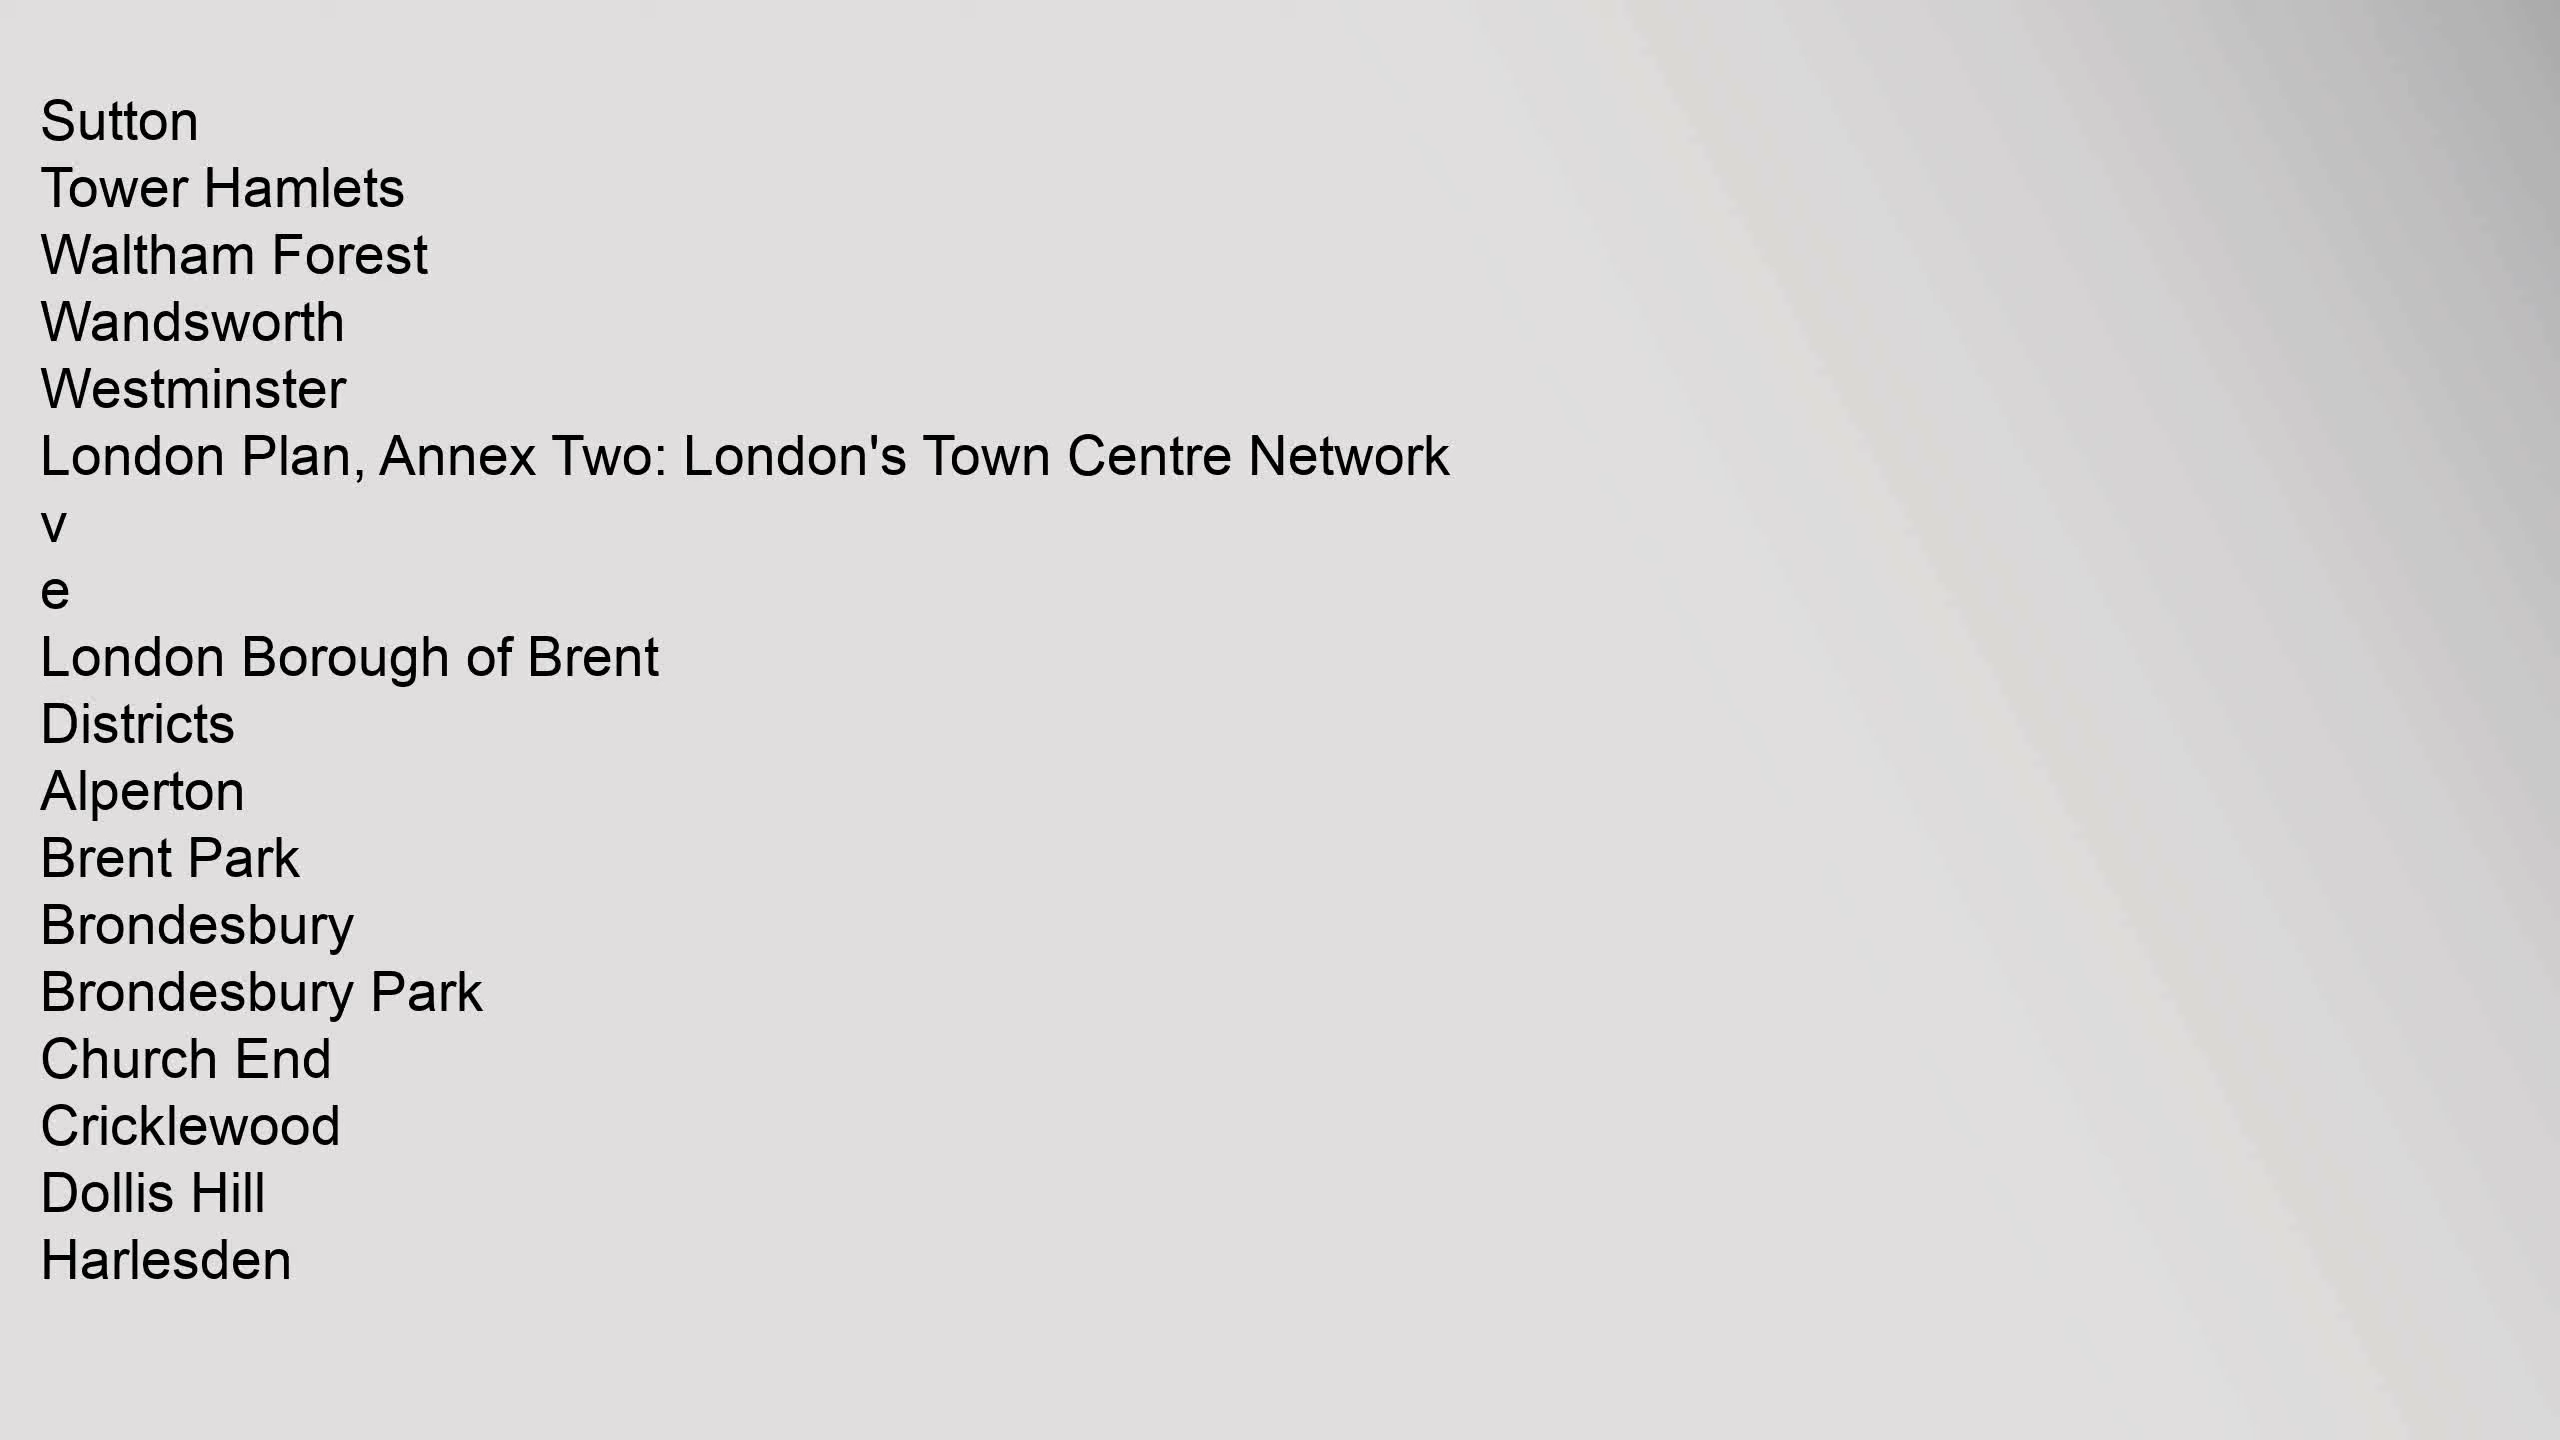 Sutton
Tower Hamlets
Waltham Forest
Wandsworth
Westminster
London Plan, Annex Two: London's Town Centre Network
v
e
London Borough of Brent
Districts
Alperton
Brent Park
Brondesbury
Brondesbury Park
Church End
Cricklewood
Dollis Hill
Harlesden